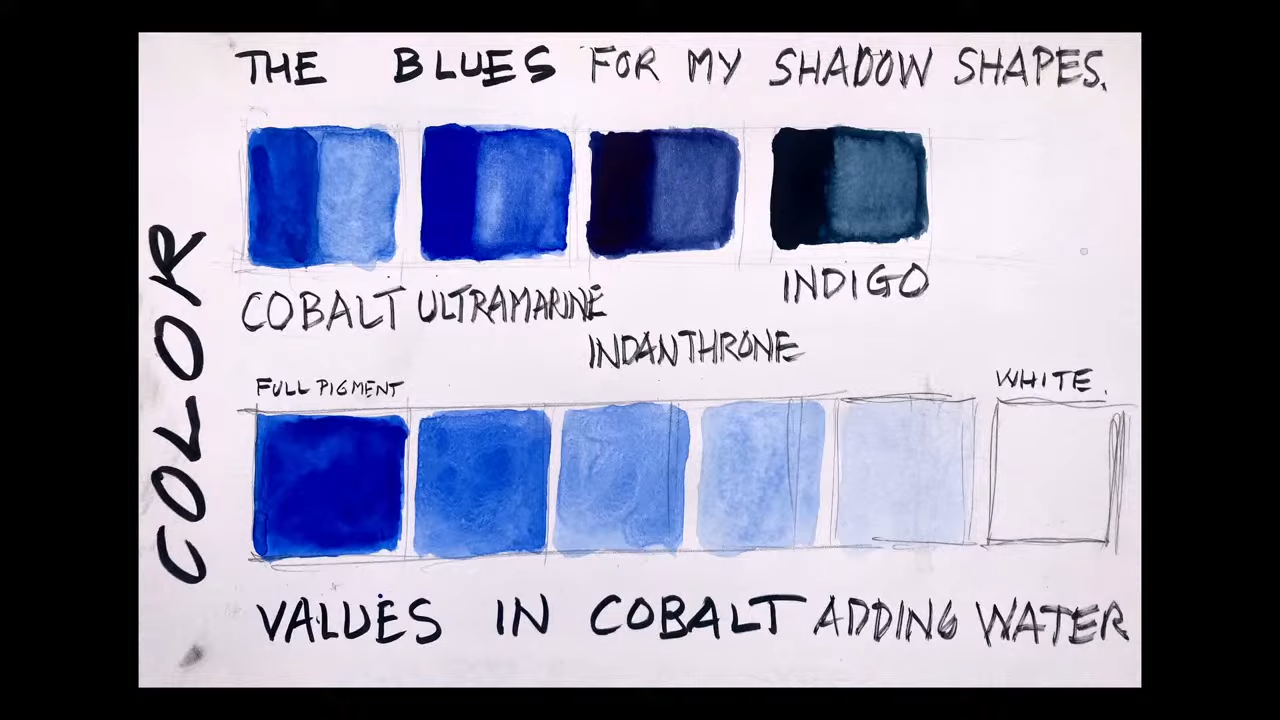 THE BLUES FOR MY SHADOW SHAPES.
COLOR
COBALT ULTRAMARINE INDANTHRONE INDIGO
FULL PIGMENT WHITE.
VALUES IN COBALT ADDING WATER